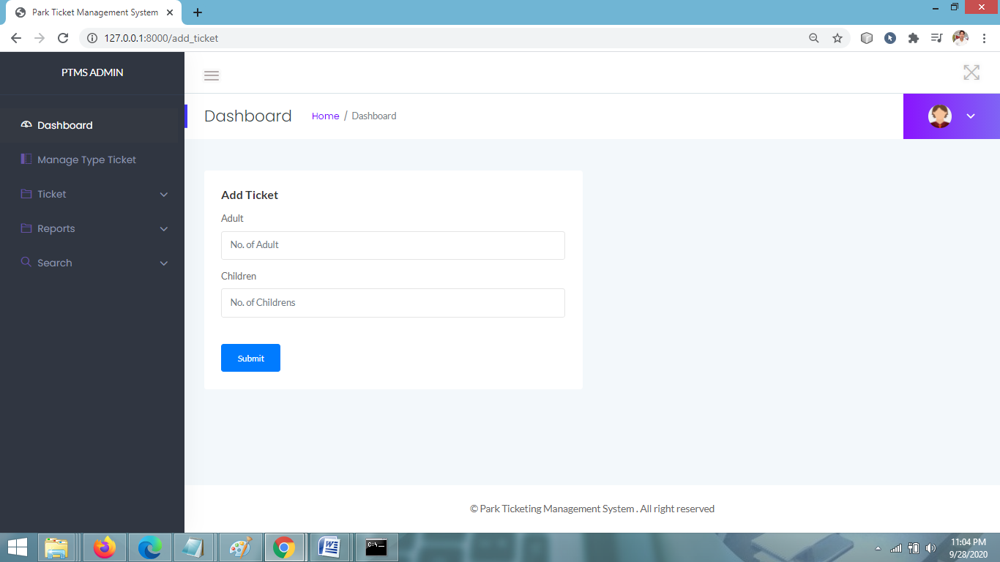 Park Ticket Management System
127.0.0.1:8000/add_ticket
PTMS ADMIN
Dashboard
Manage Type Ticket
Ticket
Reports
Search
Dashboard
Home / Dashboard
Add Ticket
Adult
No. of Adult
Children
No. of Childrens
Submit
© Park Ticketing Management System . All right reserved
11:04 PM
9/28/2020